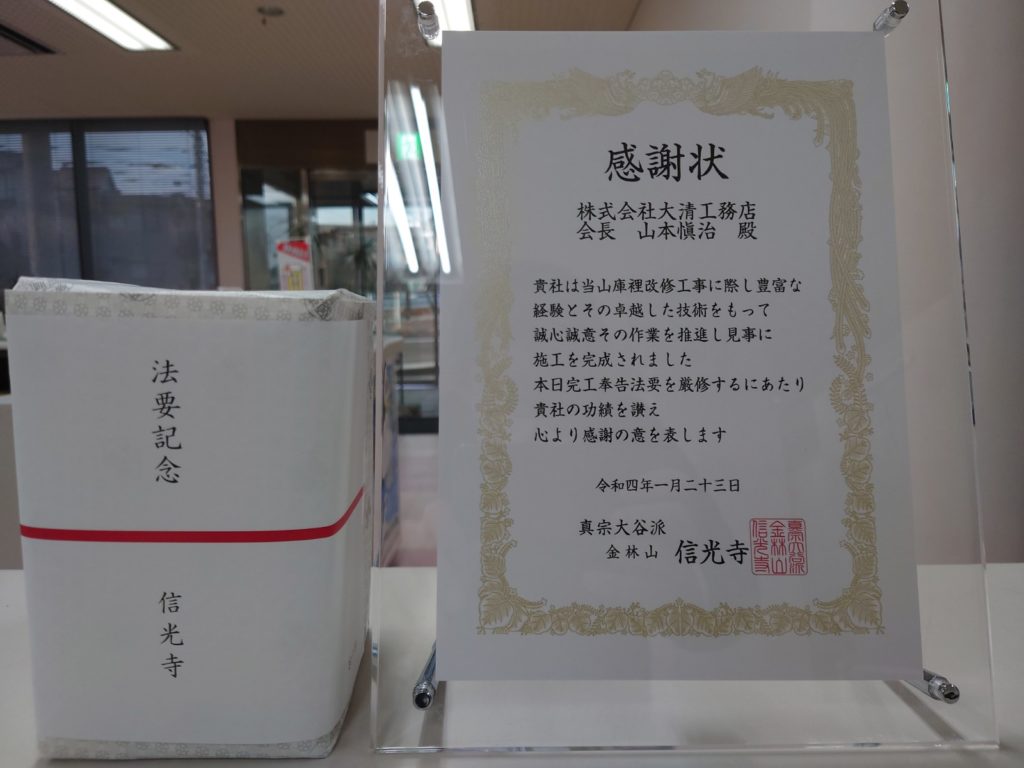 法要記念
信光寺
感謝状
株式会社大清工務店
会長 山本慎治 殿
貴社は当山庫裡改修工事に際し豊富な
経験とその卓越した技術をもって
誠心誠意その作業を推進し見事に
施工を完成されました
本日完工奉告法要を厳修するにあたり
貴社の功績を讃え
心より感謝の意を表します
令和四年一月二十三日
真宗大谷派
金林山 信光寺